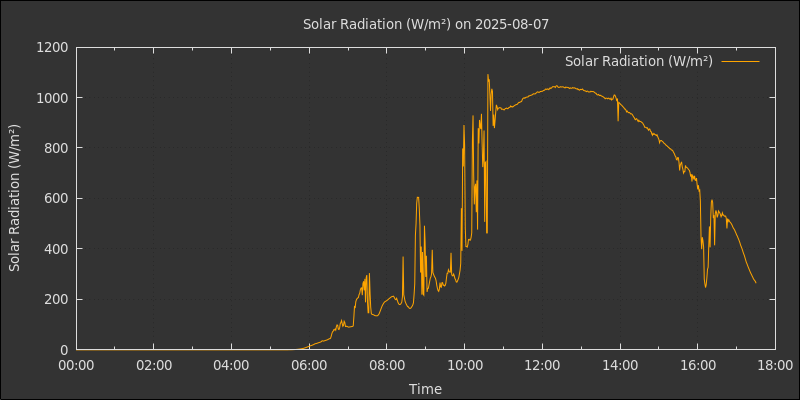 Solar Radiation (W/m²) on 2025-08-07
Solar Radiation (W/m²)
Solar Radiation (W/m²)
1200
1000
800
600
400
200
0
00:00 02:00 04:00 06:00 08:00 10:00 12:00 14:00 16:00 18:00
Time